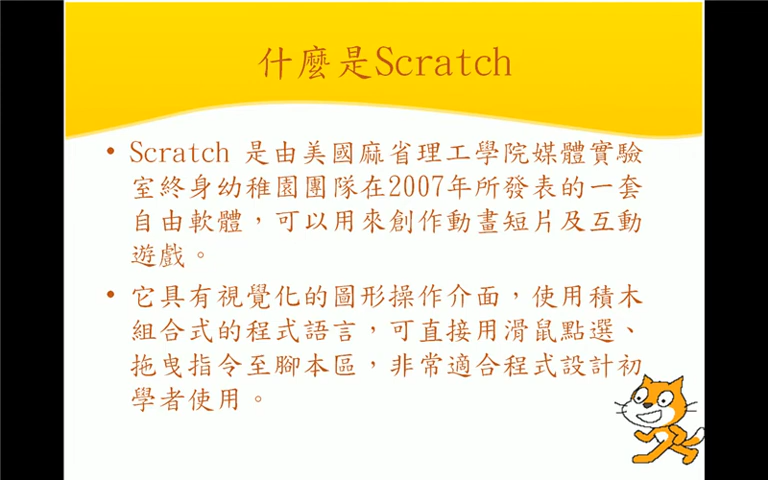 什麼是Scratch
• Scratch 是由美國麻省理工學院媒體實驗
室終身幼稚園團隊在2007年所發表的一套
自由軟體，可以用來創作動畫短片及互動
遊戲。
• 它具有視覺化的圖形操作介面，使用積木
組合式的程式語言，可直接用滑鼠點選、
拖曳指令至腳本區，非常適合程式設計初
學者使用。